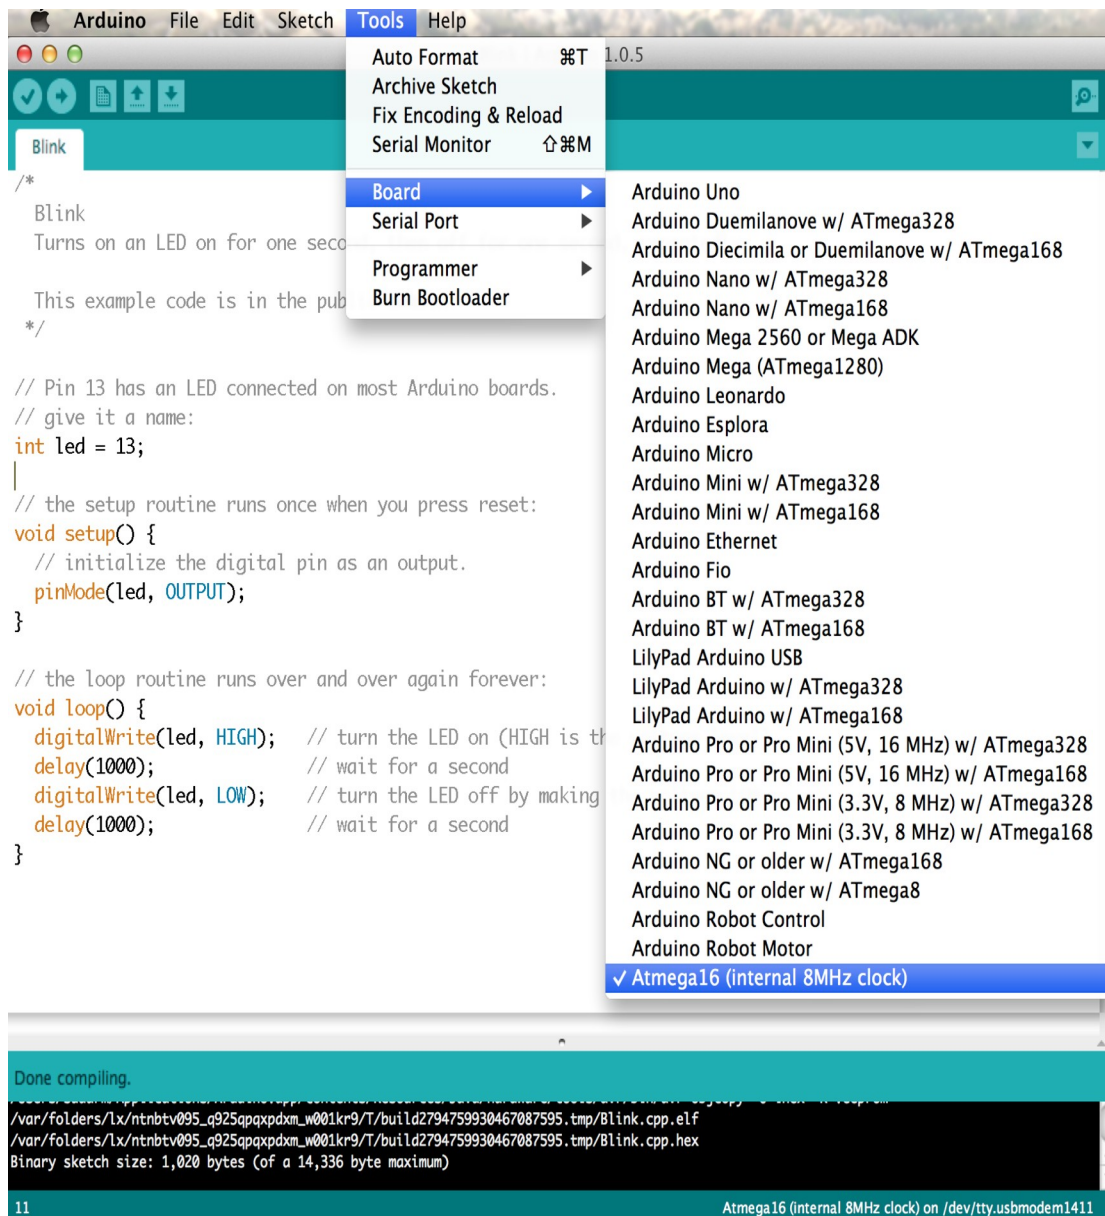 Arduino File Edit Sketch Tools Help
1.0.5
Auto Format ⌘T
Archive Sketch
Fix Encoding & Reload
Serial Monitor ⇧⌘M
Board
Serial Port
Programmer
Burn Bootloader
Arduino Uno
Arduino Duemilanove w/ ATmega328
Arduino Diecimila or Duemilanove w/ ATmega168
Arduino Nano w/ ATmega328
Arduino Nano w/ ATmega168
Arduino Mega 2560 or Mega ADK
Arduino Mega (ATmega1280)
Arduino Leonardo
Arduino Esplora
Arduino Micro
Arduino Mini w/ ATmega328
Arduino Mini w/ ATmega168
Arduino Ethernet
Arduino Fio
Arduino BT w/ ATmega328
Arduino BT w/ ATmega168
LilyPad Arduino USB
LilyPad Arduino w/ ATmega328
LilyPad Arduino w/ ATmega168
Arduino Pro or Pro Mini (5V, 16 MHz) w/ ATmega328
Arduino Pro or Pro Mini (5V, 16 MHz) w/ ATmega168
Arduino Pro or Pro Mini (3.3V, 8 MHz) w/ ATmega328
Arduino Pro or Pro Mini (3.3V, 8 MHz) w/ ATmega168
Arduino NG or older w/ ATmega168
Arduino NG or older w/ ATmega8
Arduino Robot Control
Arduino Robot Motor
✓ Atmega16 (internal 8MHz clock)
Blink
/*
Blink
Turns on an LED on for one seco
This example code is in the pub
*/
// Pin 13 has an LED connected on most Arduino boards.
// give it a name:
int led = 13;
// the setup routine runs once when you press reset:
void setup() {
// initialize the digital pin as an output.
pinMode(led, OUTPUT);
}
// the loop routine runs over and over again forever:
void loop() {
digitalWrite(led, HIGH); // turn the LED on (HIGH is th
delay(1000); // wait for a second
digitalWrite(led, LOW); // turn the LED off by making
delay(1000); // wait for a second
}
Done compiling.
/var/folders/lx/ntnbtv095_q925qpqxpdxm_w001kr9/T/build2794759930467087595.tmp/Blink.cpp.elf
/var/folders/lx/ntnbtv095_q925qpqxpdxm_w001kr9/T/build2794759930467087595.tmp/Blink.cpp.hex
Binary sketch size: 1,020 bytes (of a 14,336 byte maximum)
11
Atmega16 (internal 8MHz clock) on /dev/tty.usbmodem1411